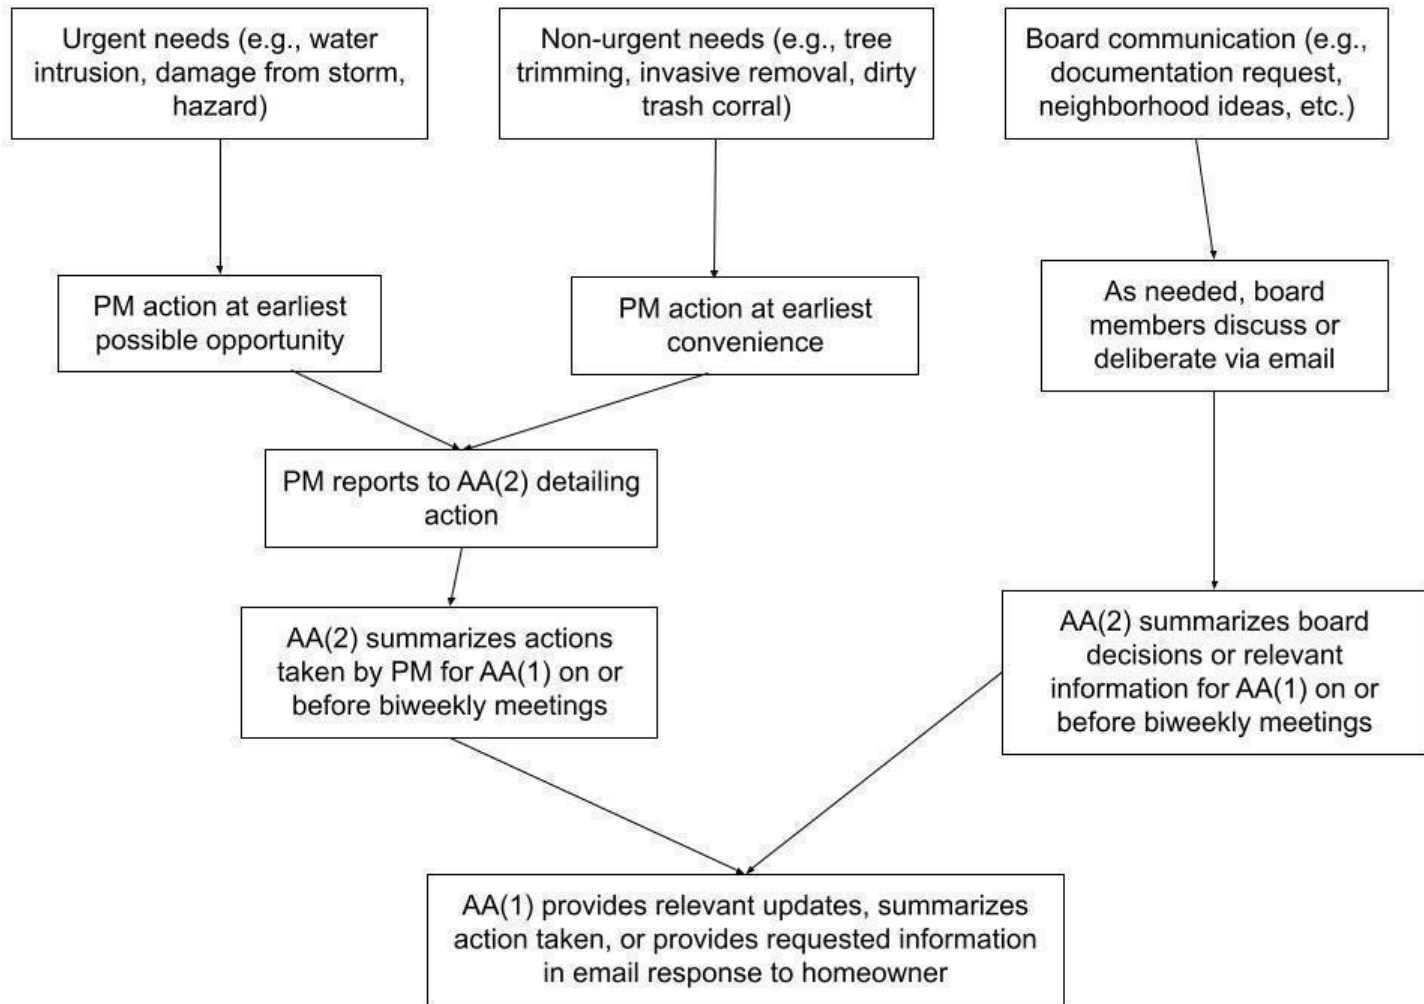 Urgent needs (e.g., water
intrusion, damage from storm,
hazard)
Non-urgent needs (e.g., tree
trimming, invasive removal, dirty
trash corral)
Board communication (e.g.,
documentation request,
neighborhood ideas, etc.)
PM action at earliest
possible opportunity
PM action at earliest
convenience
As needed, board
members discuss or
deliberate via email
PM reports to AA(2) detailing
action
AA(2) summarizes actions
taken by PM for AA(1) on or
before biweekly meetings
AA(2) summarizes board
decisions or relevant
information for AA(1) on or
before biweekly meetings
AA(1) provides relevant updates, summarizes
action taken, or provides requested information
in email response to homeowner